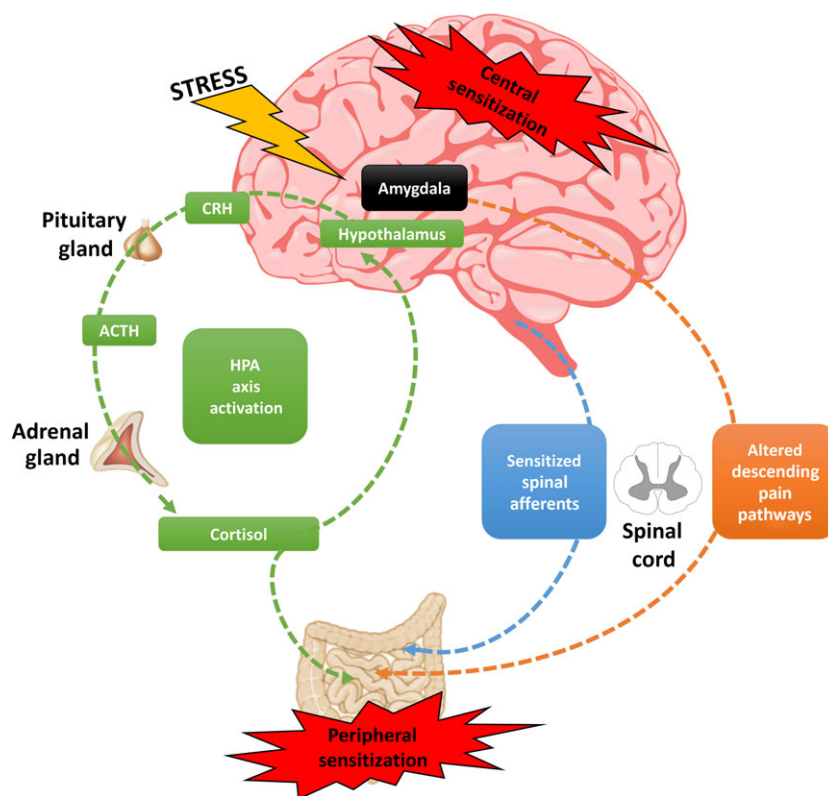 STRESS
Central
sensitization
Amygdala
CRH
Hypothalamus
Pituitary
gland
ACTH
HPA
axis
activation
Adrenal
gland
Cortisol
Sensitized
spinal
afferents
Spinal
cord
Altered
descending
pain
pathways
Peripheral
sensitization